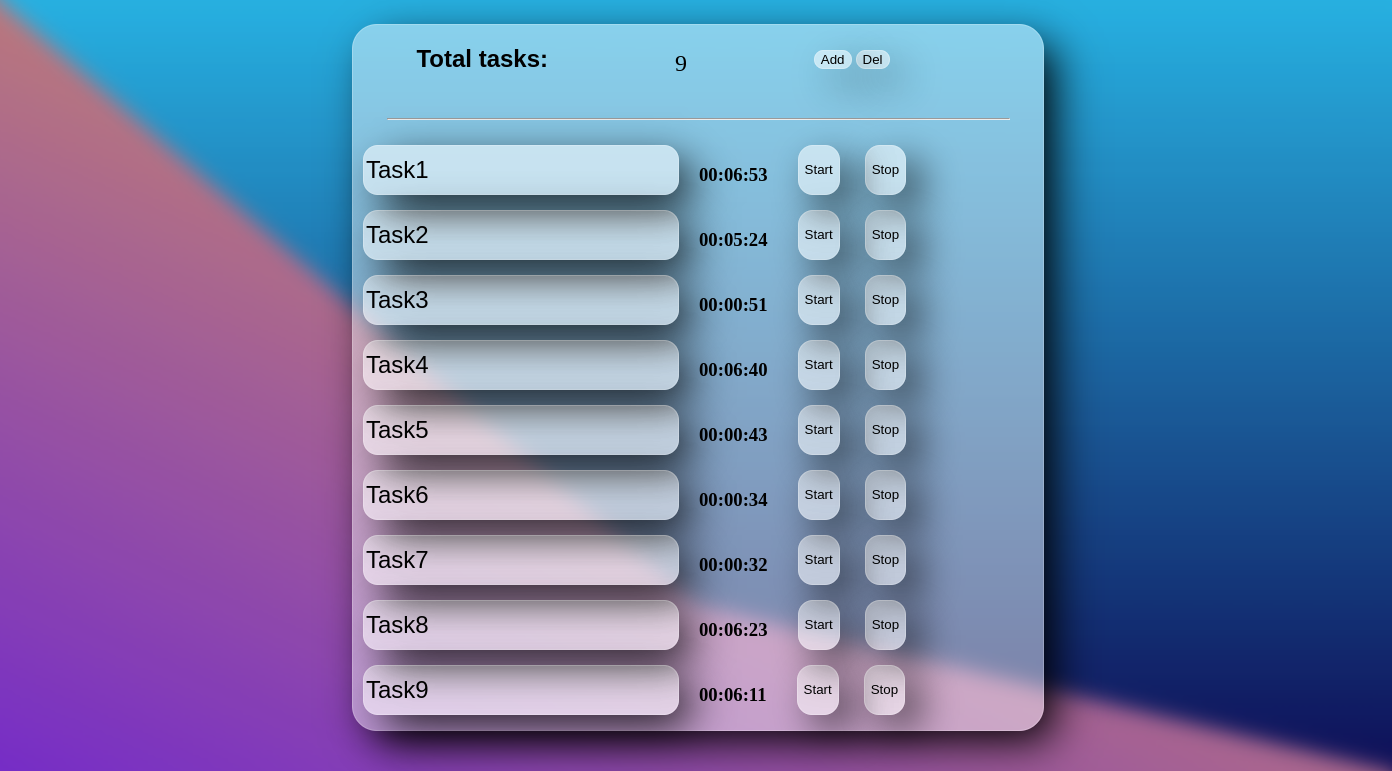 Total tasks: 9 Add Del
Task1 00:06:53 Start Stop
Task2 00:05:24 Start Stop
Task3 00:00:51 Start Stop
Task4 00:06:40 Start Stop
Task5 00:00:43 Start Stop
Task6 00:00:34 Start Stop
Task7 00:00:32 Start Stop
Task8 00:06:23 Start Stop
Task9 00:06:11 Start Stop